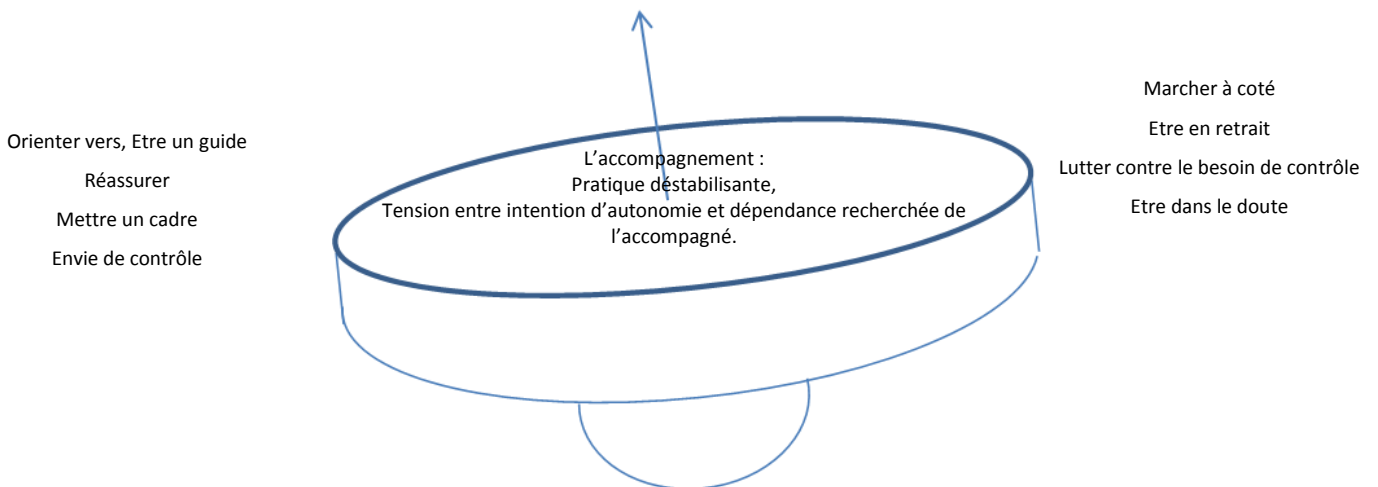 Orienter vers, Etre un guide
Réassurer
Mettre un cadre
Envie de contrôle
L'accompagnement :
Pratique déstabilisante,
Tension entre intention d'autonomie et dépendance recherchée de
l'accompagné.
Marcher à coté
Etre en retrait
Lutter contre le besoin de contrôle
Etre dans le doute